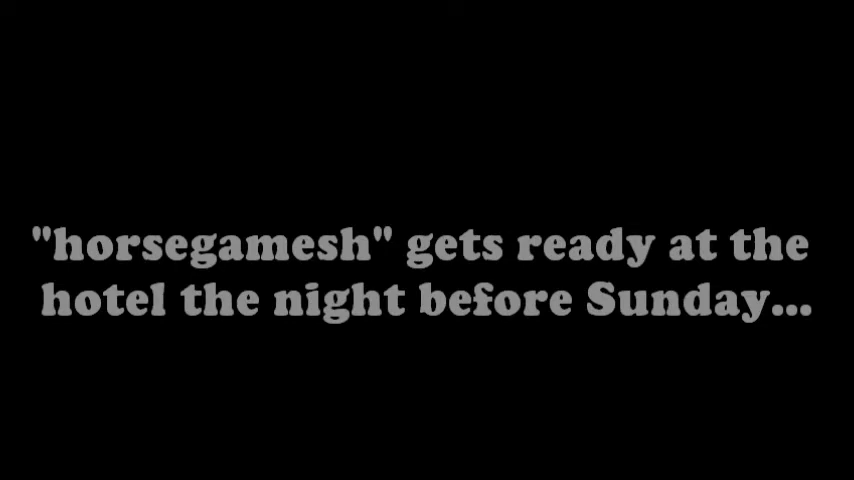 "horsegamesh" gets ready at the
hotel the night before Sunday...